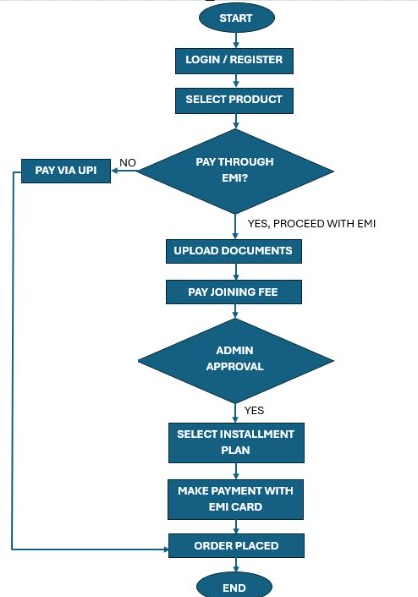 START
LOGIN / REGISTER
SELECT PRODUCT
PAY THROUGH
EMI?
NO
PAY VIA UPI
YES, PROCEED WITH EMI
UPLOAD DOCUMENTS
PAY JOINING FEE
ADMIN
APPROVAL
YES
SELECT INSTALLMENT
PLAN
MAKE PAYMENT WITH
EMI CARD
ORDER PLACED
END